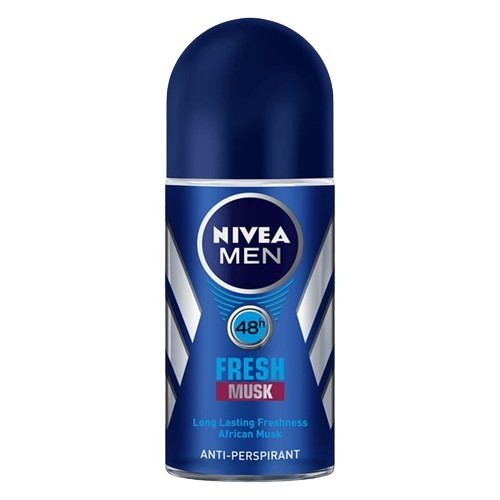 NIVEA
MEN
48h
FRESH
MUSK
Long Lasting Freshness
African Musk
ANTI-PERSPIRANT